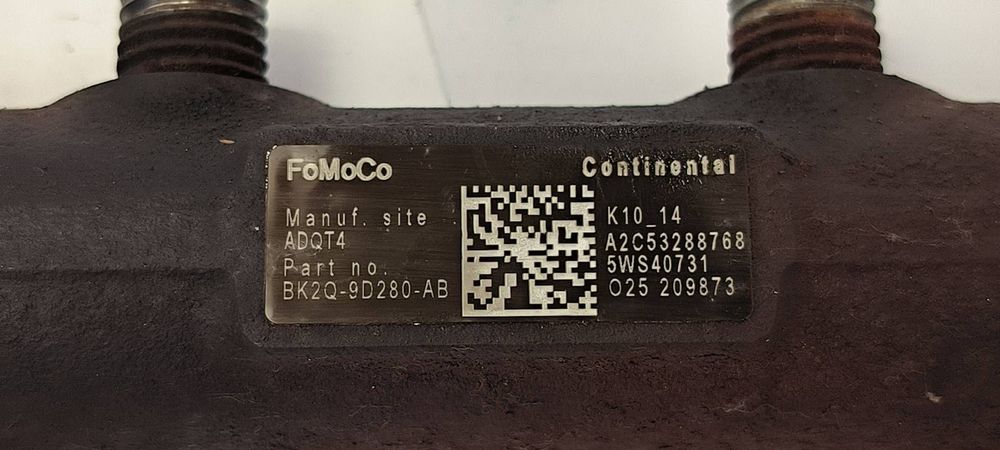 FoMoCo
Continental
Manuf. site
ADQT4
Part no.
BK2Q-9D280-AB
K10_14
A2C53288768
5WS40731
O25 209873